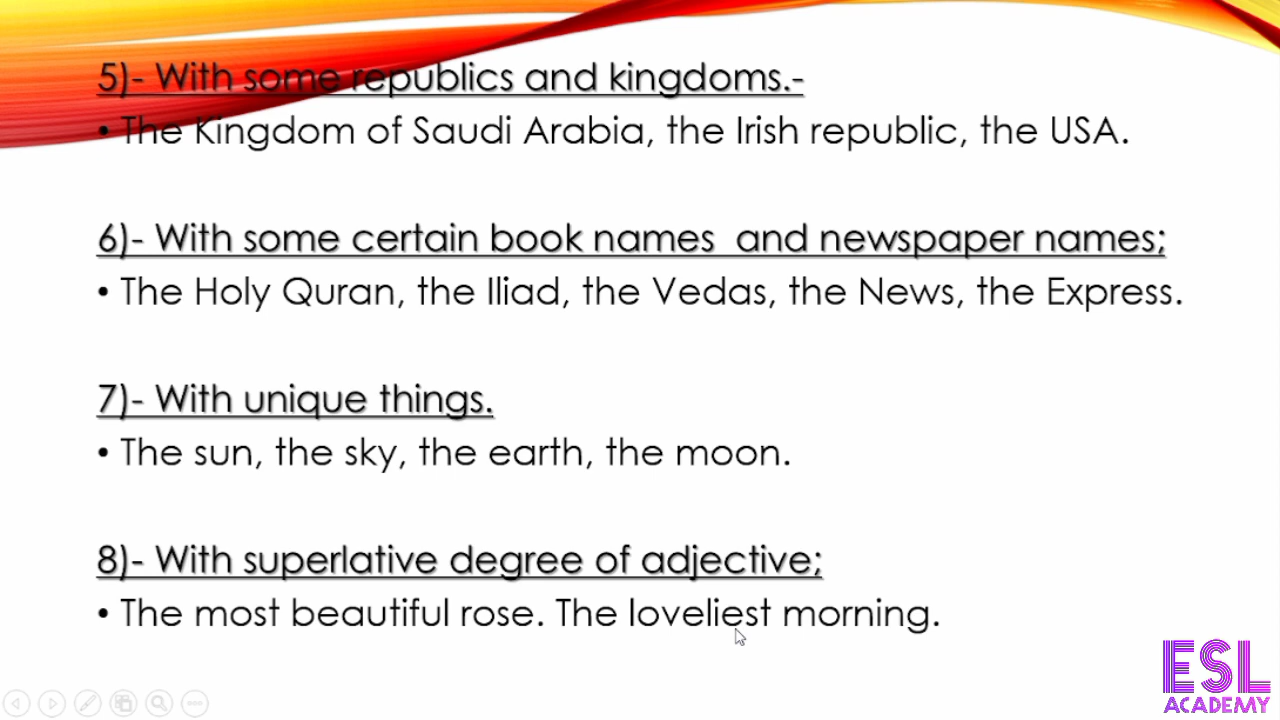 5)- With some republics and kingdoms.-
• The Kingdom of Saudi Arabia, the Irish republic, the USA.
6)- With some certain book names  and newspaper names;
• The Holy Quran, the Iliad, the Vedas, the News, the Express.
7)- With unique things.
• The sun, the sky, the earth, the moon.
8)- With superlative degree of adjective;
• The most beautiful rose. The loveliest morning.
ESL
ACADEMY